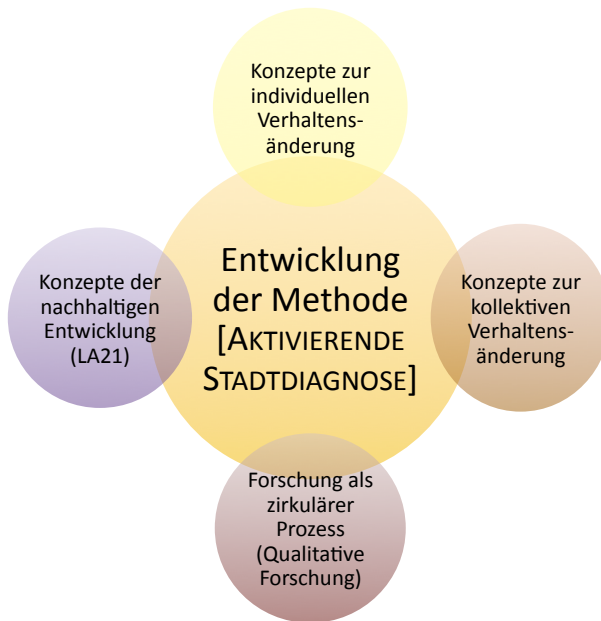 Konzepte zur
individuellen
Verhaltens-
änderung
Entwicklung
der Methode
[AKTIVIERENDE
STADTDIAGNOSE]
Konzepte der
nachhaltigen
Entwicklung
(LA21)
Konzepte zur
kollektiven
Verhaltens-
änderung
Forschung als
zirkulärer
Prozess
(Qualitative
Forschung)